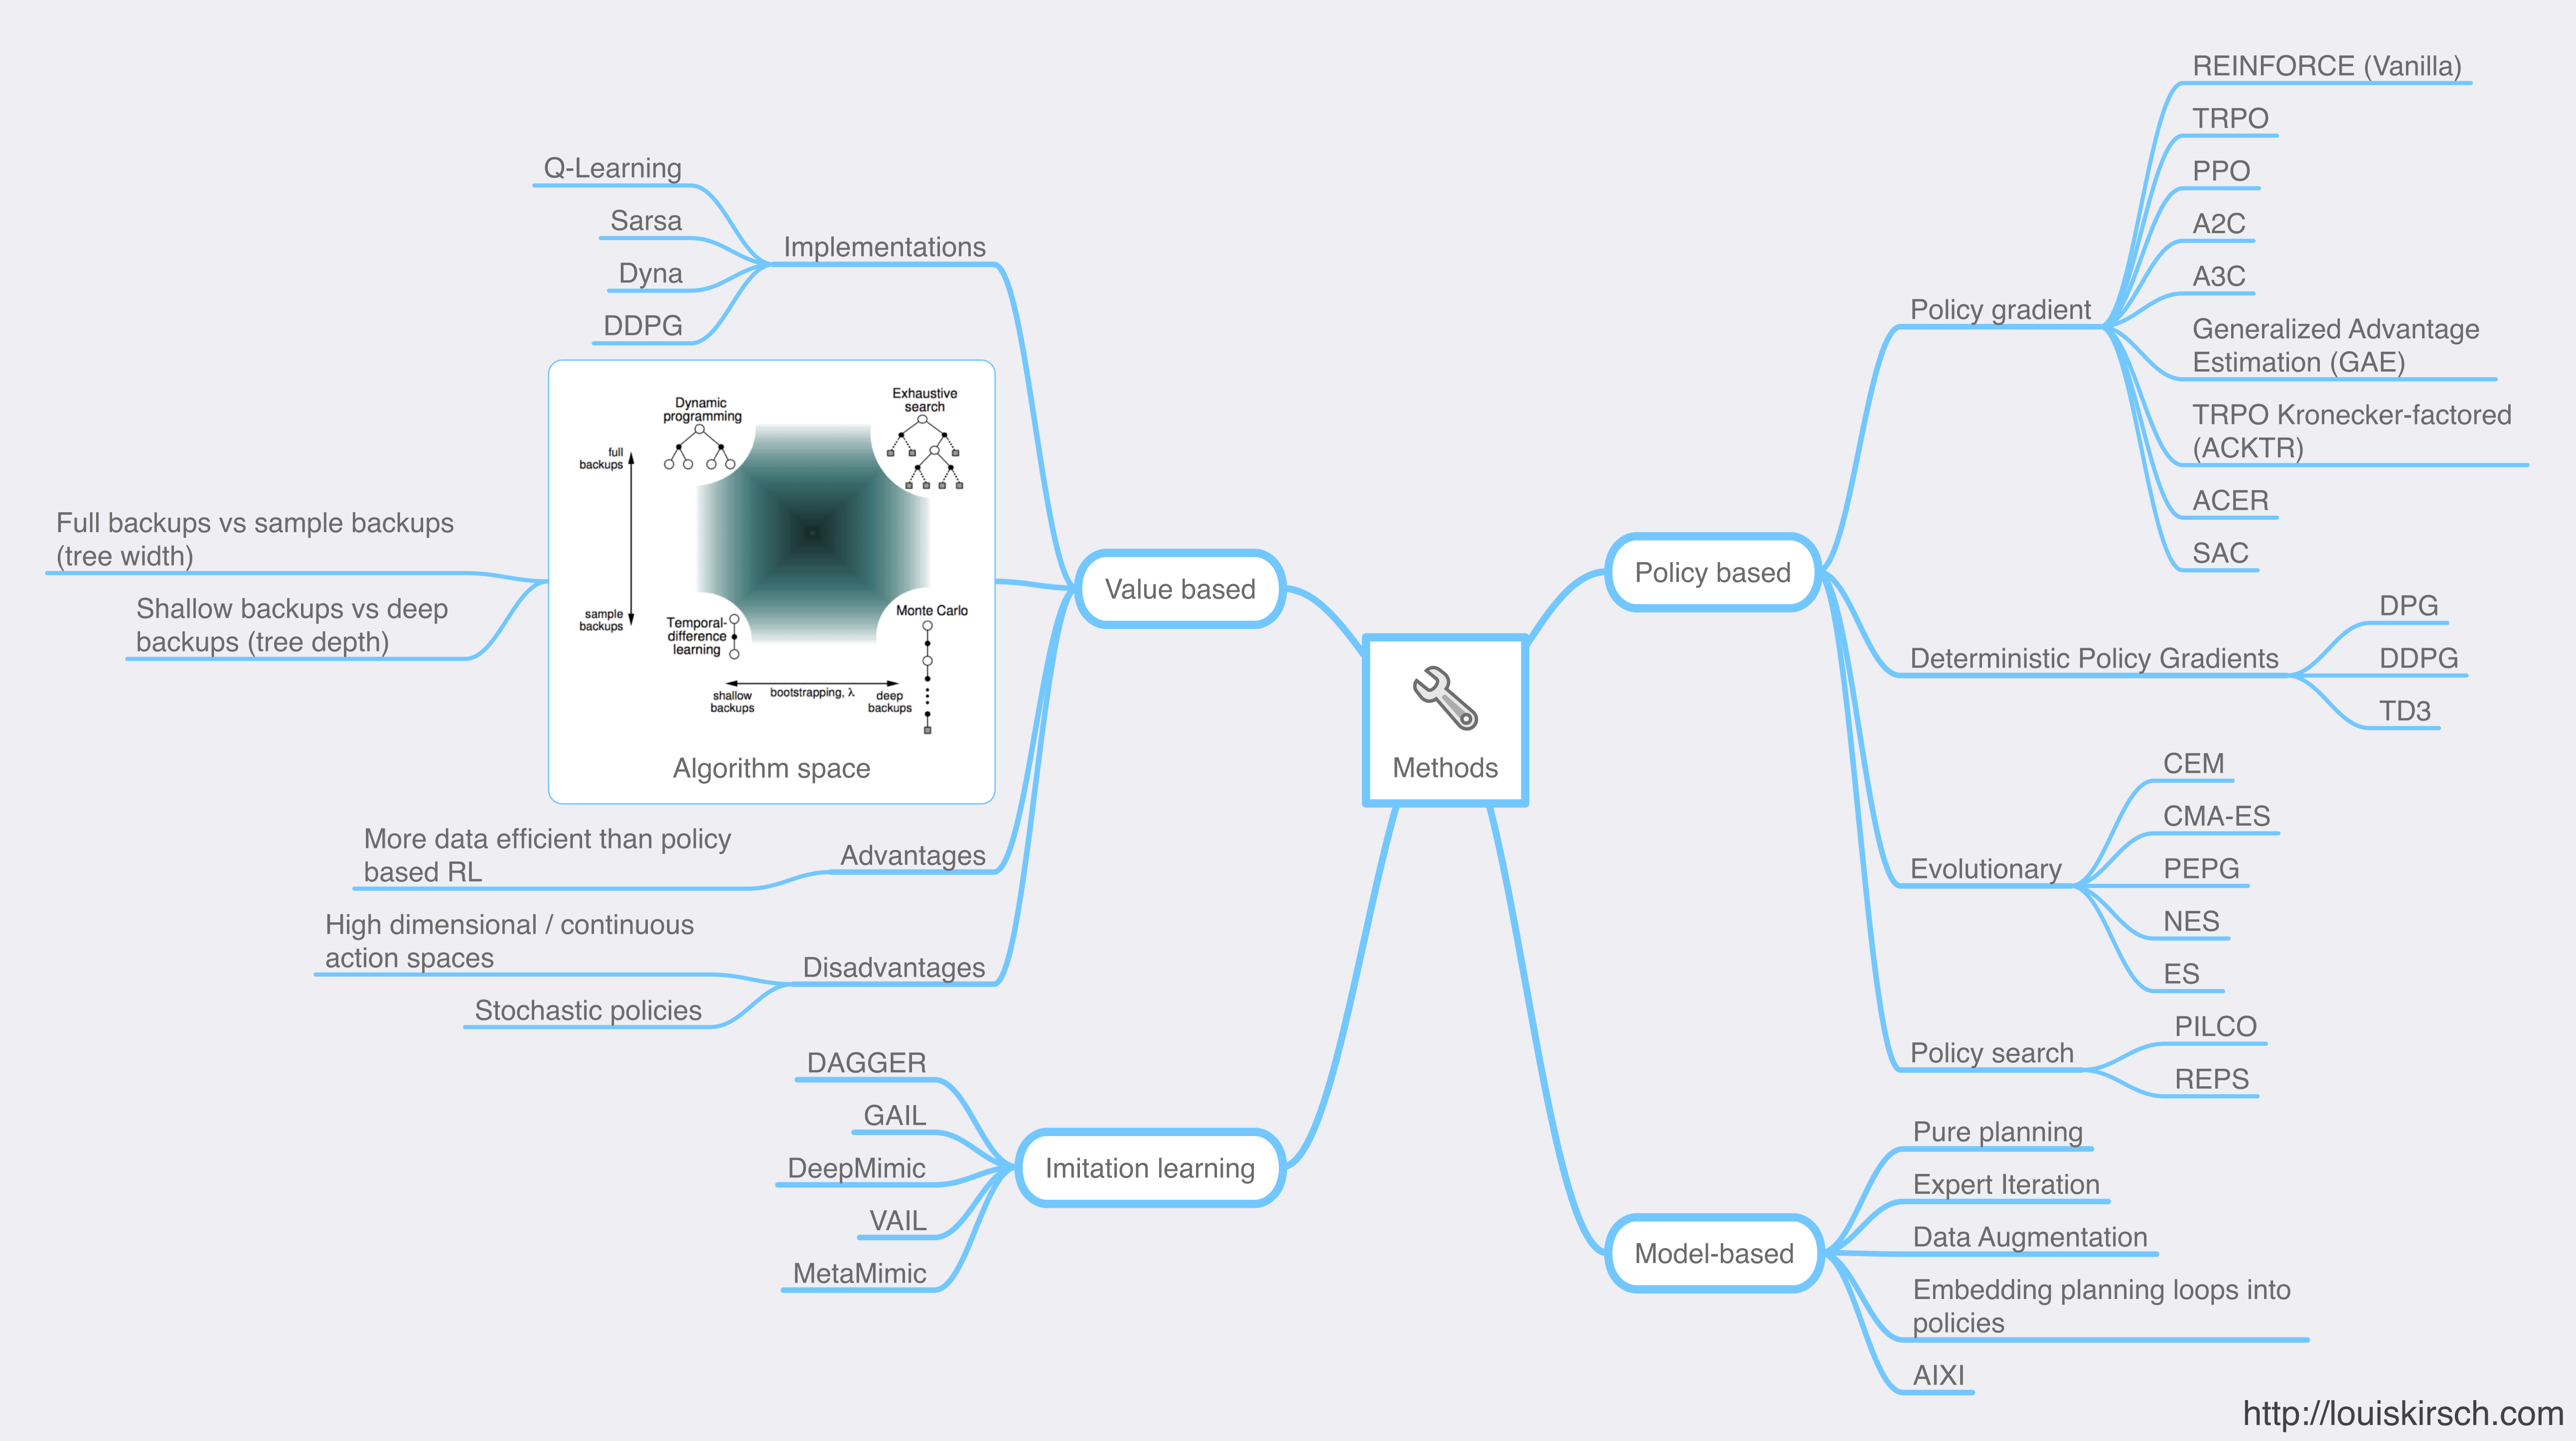 Q-Learning
Sarsa
Dyna
DDPG
Implementations
Dynamic
programming
Exhaustive
search
full
backups
sample
backups
Temporal-
difference
learning
Monte Carlo
shallow
backups
bootstrapping, λ
deep
backups
Algorithm space
Full backups vs sample backups
(tree width)
Shallow backups vs deep
backups (tree depth)
More data efficient than policy
based RL
Advantages
High dimensional / continuous
action spaces
Stochastic policies
Disadvantages
Value based
DAGGER
GAIL
DeepMimic
VAIL
MetaMimic
Imitation learning
Methods
Policy based
Policy gradient
REINFORCE (Vanilla)
TRPO
PPO
A2C
A3C
Generalized Advantage
Estimation (GAE)
TRPO Kronecker-factored
(ACKTR)
ACER
SAC
Deterministic Policy Gradients
DPG
DDPG
TD3
Evolutionary
CEM
CMA-ES
PEPG
NES
ES
Policy search
PILCO
REPS
Model-based
Pure planning
Expert Iteration
Data Augmentation
Embedding planning loops into
policies
AIXI
http://louiskirsch.com